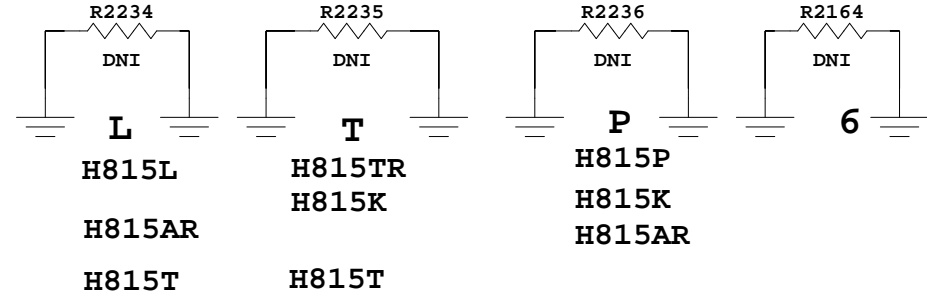 R2234 R2235 R2236 R2164
DNI DNI DNI DNI
L T P 6
H815L H815TR H815P
H815K H815K
H815AR H815AR
H815T H815T